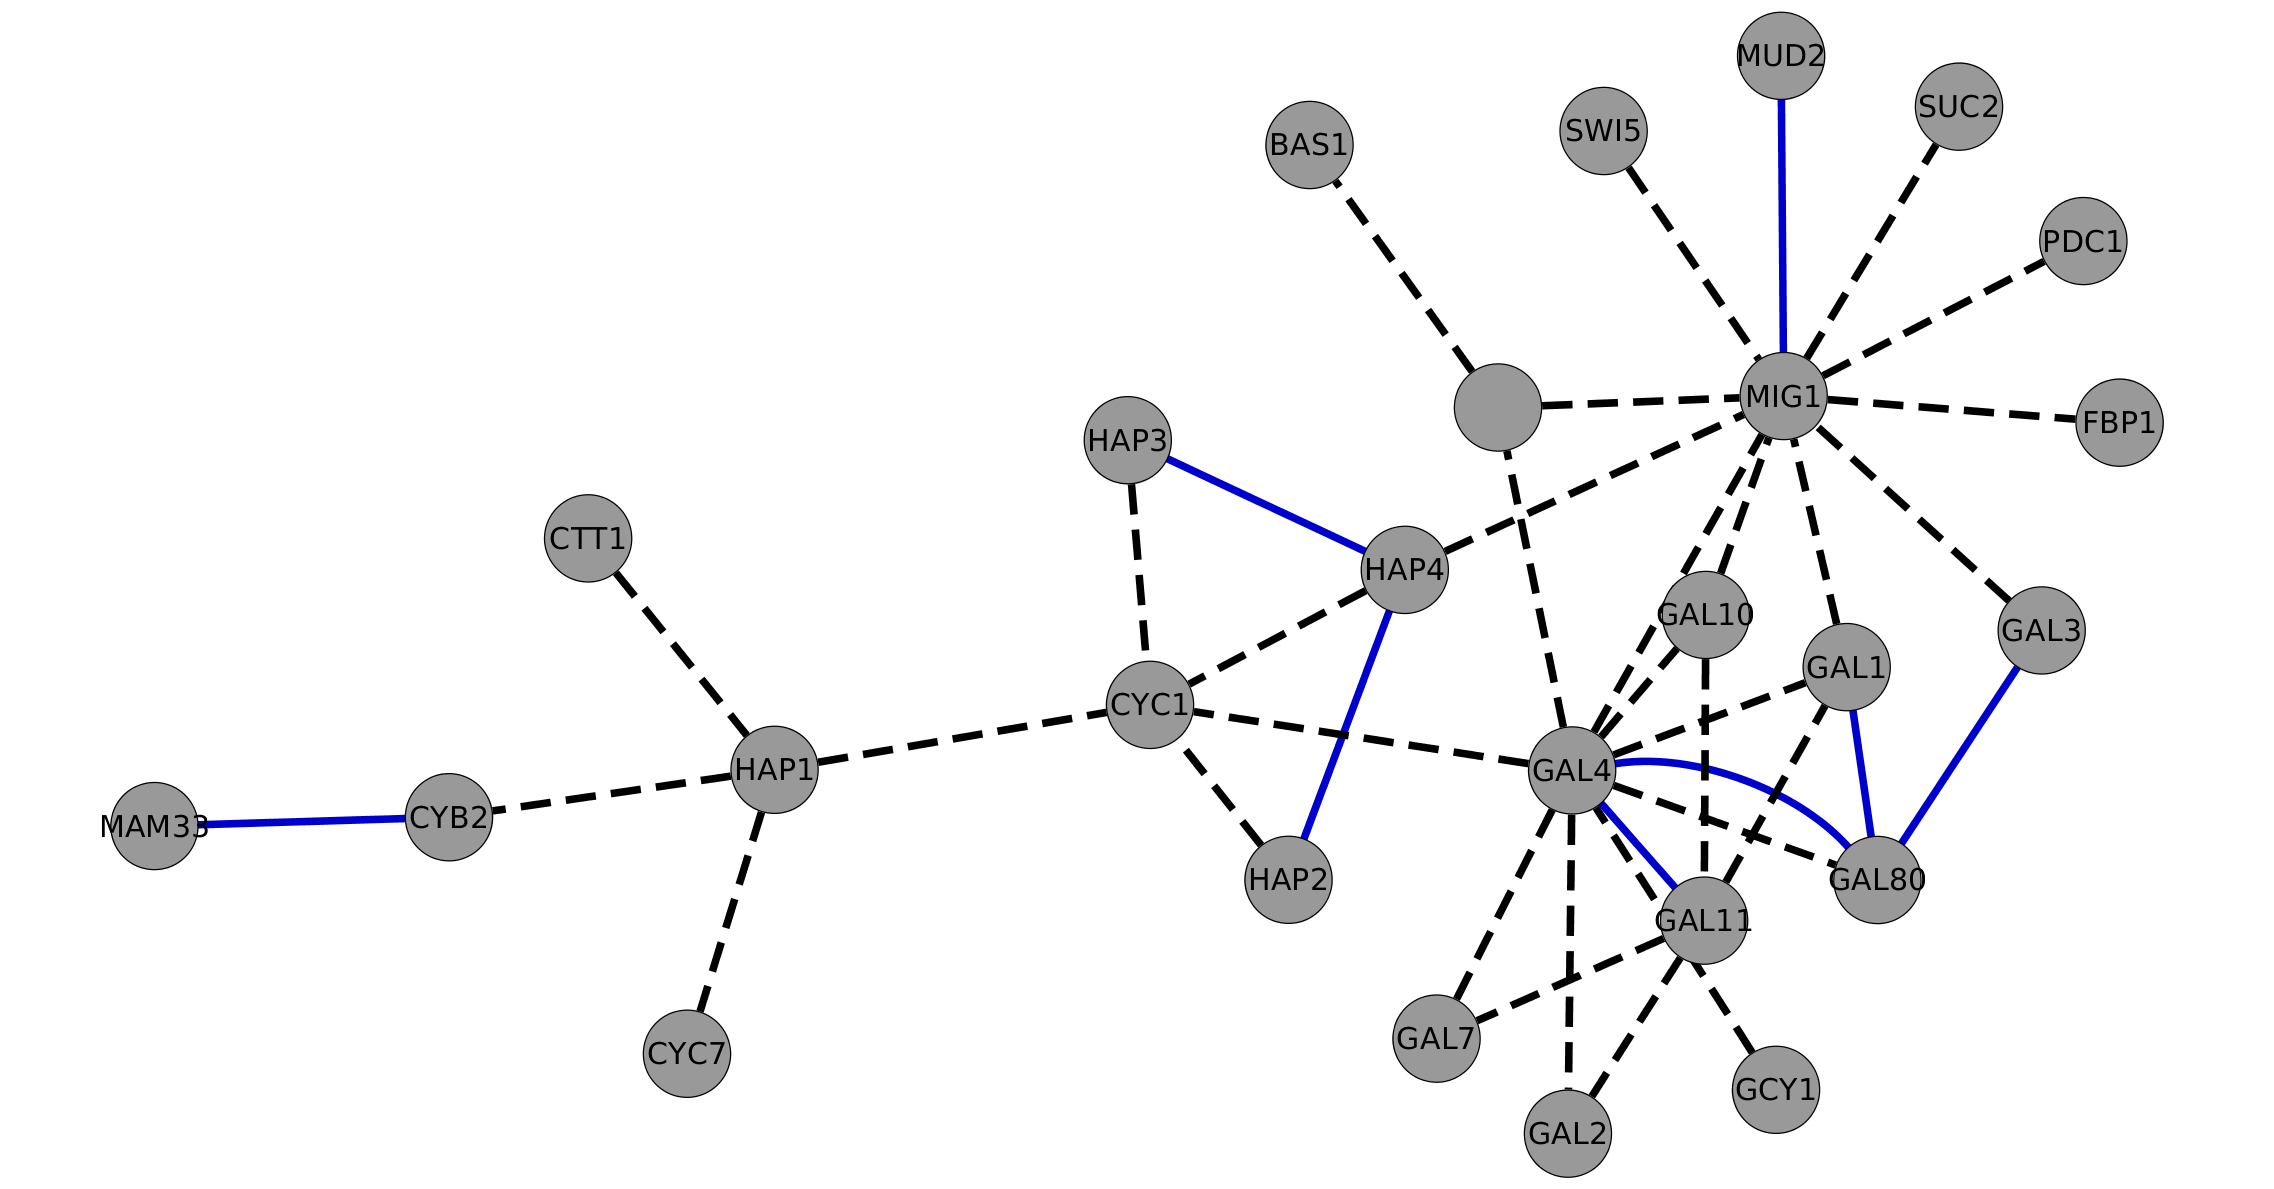 MUD2
SUC2
SWI5
BAS1
PDC1
MIG1
FBP1
HAP3
CTT1
HAP4
GAL10
GAL3
GAL1
CYC1
HAP1
GAL4
MAM33
CYB2
HAP2
GAL80
GAL11
GAL7
CYC7
GCY1
GAL2